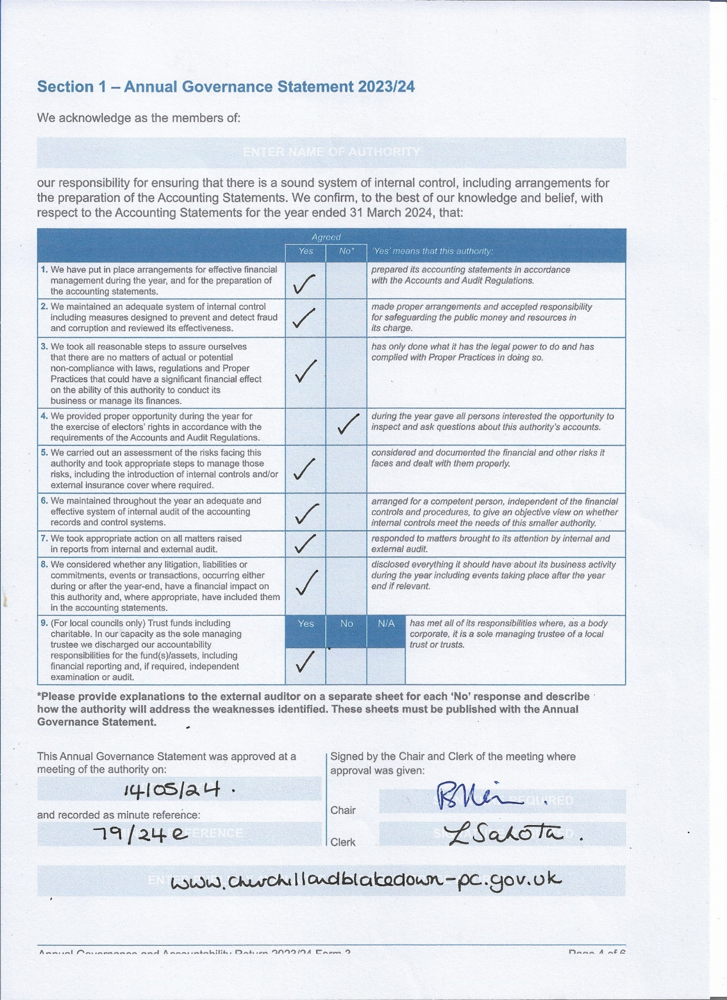 Section 1 – Annual Governance Statement 2023/24
We acknowledge as the members of:
ENTER NAME OF AUTHORITY
our responsibility for ensuring that there is a sound system of internal control, including arrangements for
the preparation of the Accounting Statements. We confirm, to the best of our knowledge and belief, with
respect to the Accounting Statements for the year ended 31 March 2024, that:
Agreed
Yes No* 'Yes' means that this authority:
1. We have put in place arrangements for effective financial
management during the year, and for the preparation of
the accounting statements.
✓
prepared its accounting statements in accordance
with the Accounts and Audit Regulations.
2. We maintained an adequate system of internal control
including measures designed to prevent and detect fraud
and corruption and reviewed its effectiveness.
✓
made proper arrangements and accepted responsibility
for safeguarding the public money and resources in
its charge.
3. We took all reasonable steps to assure ourselves
that there are no matters of actual or potential
non-compliance with laws, regulations and Proper
Practices that could have a significant financial effect
on the ability of this authority to conduct its
business or manage its finances.
✓
has only done what it has the legal power to do and has
complied with Proper Practices in doing so.
4. We provided proper opportunity during the year for
the exercise of electors' rights in accordance with the
requirements of the Accounts and Audit Regulations.
✓
during the year gave all persons interested the opportunity to
inspect and ask questions about this authority's accounts.
5. We carried out an assessment of the risks facing this
authority and took appropriate steps to manage those
risks, including the introduction of internal controls and/or
external insurance cover where required.
✓
considered and documented the financial and other risks it
faces and dealt with them properly.
6. We maintained throughout the year an adequate and
effective system of internal audit of the accounting
records and control systems.
✓
arranged for a competent person, independent of the financial
controls and procedures, to give an objective view on whether
internal controls meet the needs of this smaller authority.
7. We took appropriate action on all matters raised
in reports from internal and external audit.
✓
responded to matters brought to its attention by internal and
external audit.
8. We considered whether any litigation, liabilities or
commitments, events or transactions, occurring either
during or after the year-end, have a financial impact on
this authority and, where appropriate, have included them
in the accounting statements.
✓
disclosed everything it should have about its business activity
during the year including events taking place after the year
end if relevant.
9. (For local councils only) Trust funds including
charitable. In our capacity as the sole managing
trustee we discharged our accountability
responsibilities for the fund(s)/assets, including
financial reporting and, if required, independent
examination or audit.
Yes No N/A
✓
has met all of its responsibilities where, as a body
corporate, it is a sole managing trustee of a local
trust or trusts.
*Please provide explanations to the external auditor on a separate sheet for each 'No' response and describe
how the authority will address the weaknesses identified. These sheets must be published with the Annual
Governance Statement.
This Annual Governance Statement was approved at a
meeting of the authority on:
14/05/24.
and recorded as minute reference:
79/24e
Signed by the Chair and Clerk of the meeting where
approval was given:
Chair
Clerk LSahota.
www.churchillandblakedown-pc.gov.uk
Annual Governance and Accountability Return 2023/24 Form 3
Page 4 of 6